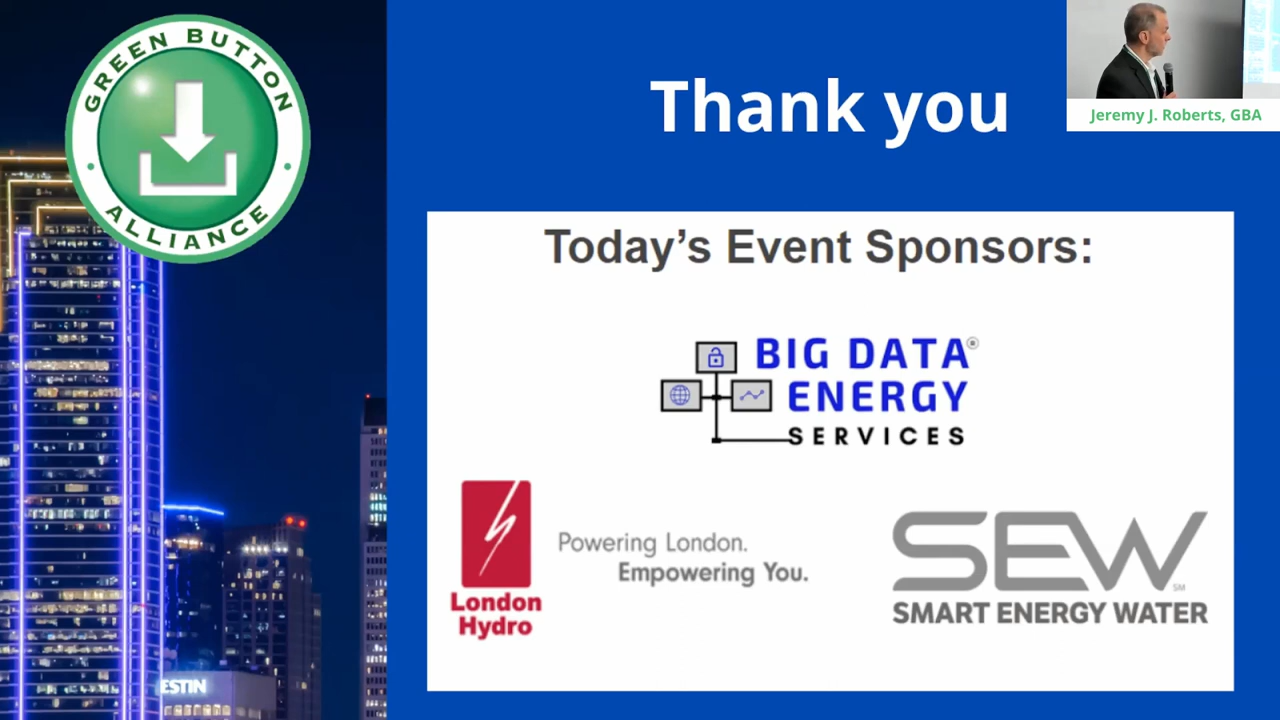 GREEN BUTTON
ALLIANCE
Thank you
Jeremy J. Roberts, GBA
Today's Event Sponsors:
BIG DATA®
ENERGY
SERVICES
London
Hydro
Powering London.
Empowering You.
SEW℠
SMART ENERGY WATER
ESTIN